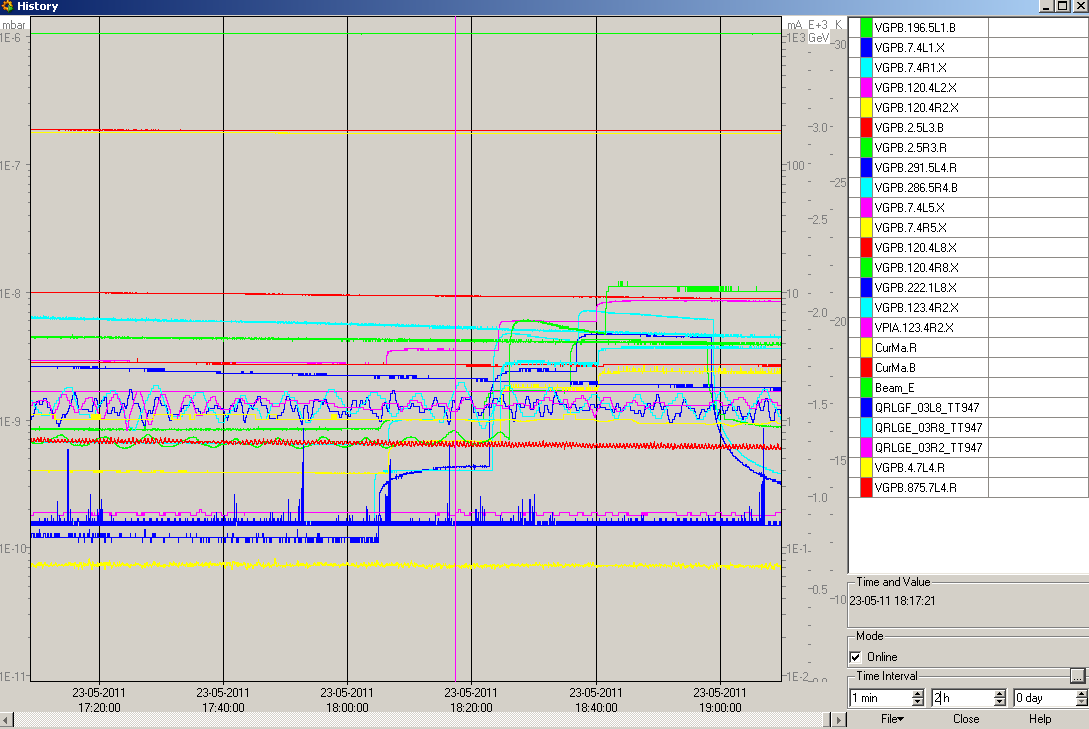 History
mbar
mA E+3 K
GeV
1E-6
1E3
30
3.0
1E-7
100
25
2.5
1E-8
10
2.0
20
1.5
1E-9
1
15
1.0
1E-10
1E-1
0.5
10
1E-11
1E-2
0.0
23-05-2011 23-05-2011 23-05-2011 23-05-2011 23-05-2011 23-05-2011
17:20:00 17:40:00 18:00:00 18:20:00 18:40:00 19:00:00
VGPB.196.5L1.B
VGPB.7.4L1.X
VGPB.7.4R1.X
VGPB.120.4L2.X
VGPB.120.4R2.X
VGPB.2.5L3.B
VGPB.2.5R3.R
VGPB.291.5L4.R
VGPB.286.5R4.B
VGPB.7.4L5.X
VGPB.7.4R5.X
VGPB.120.4L8.X
VGPB.120.4R8.X
VGPB.222.1L8.X
VGPB.123.4R2.X
VPIA.123.4R2.X
CurMa.R
CurMa.B
Beam_E
QRLGF_03L8_TT947
QRLGE_03R8_TT947
QRLGE_03R2_TT947
VGPB.4.7L4.R
VGPB.875.7L4.R
Time and Value
23-05-11 18:17:21
Mode
Online
Time Interval
...
1 min 2 h 0 day
File Close Help